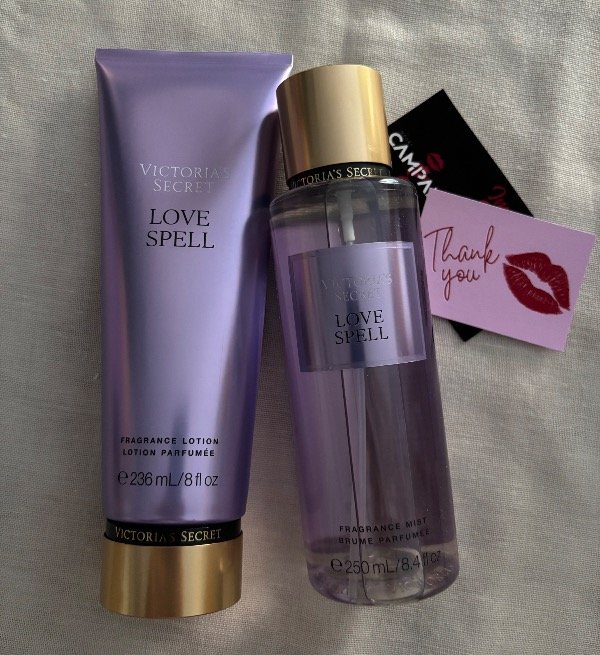 VICTORIA'S
SECRET
LOVE
SPELL
FRAGRANCE LOTION
LOTION PARFUMÉE
℮236 mL/8 fl oz
VICTORIA'S SECRET
VICTORIA'S SECRET
VICTORIA'S
SECRET
LOVE
SPELL
FRAGRANCE MIST
BRUME PARFUMÉE
℮250 mL/8.4 fl oz
Thank
you